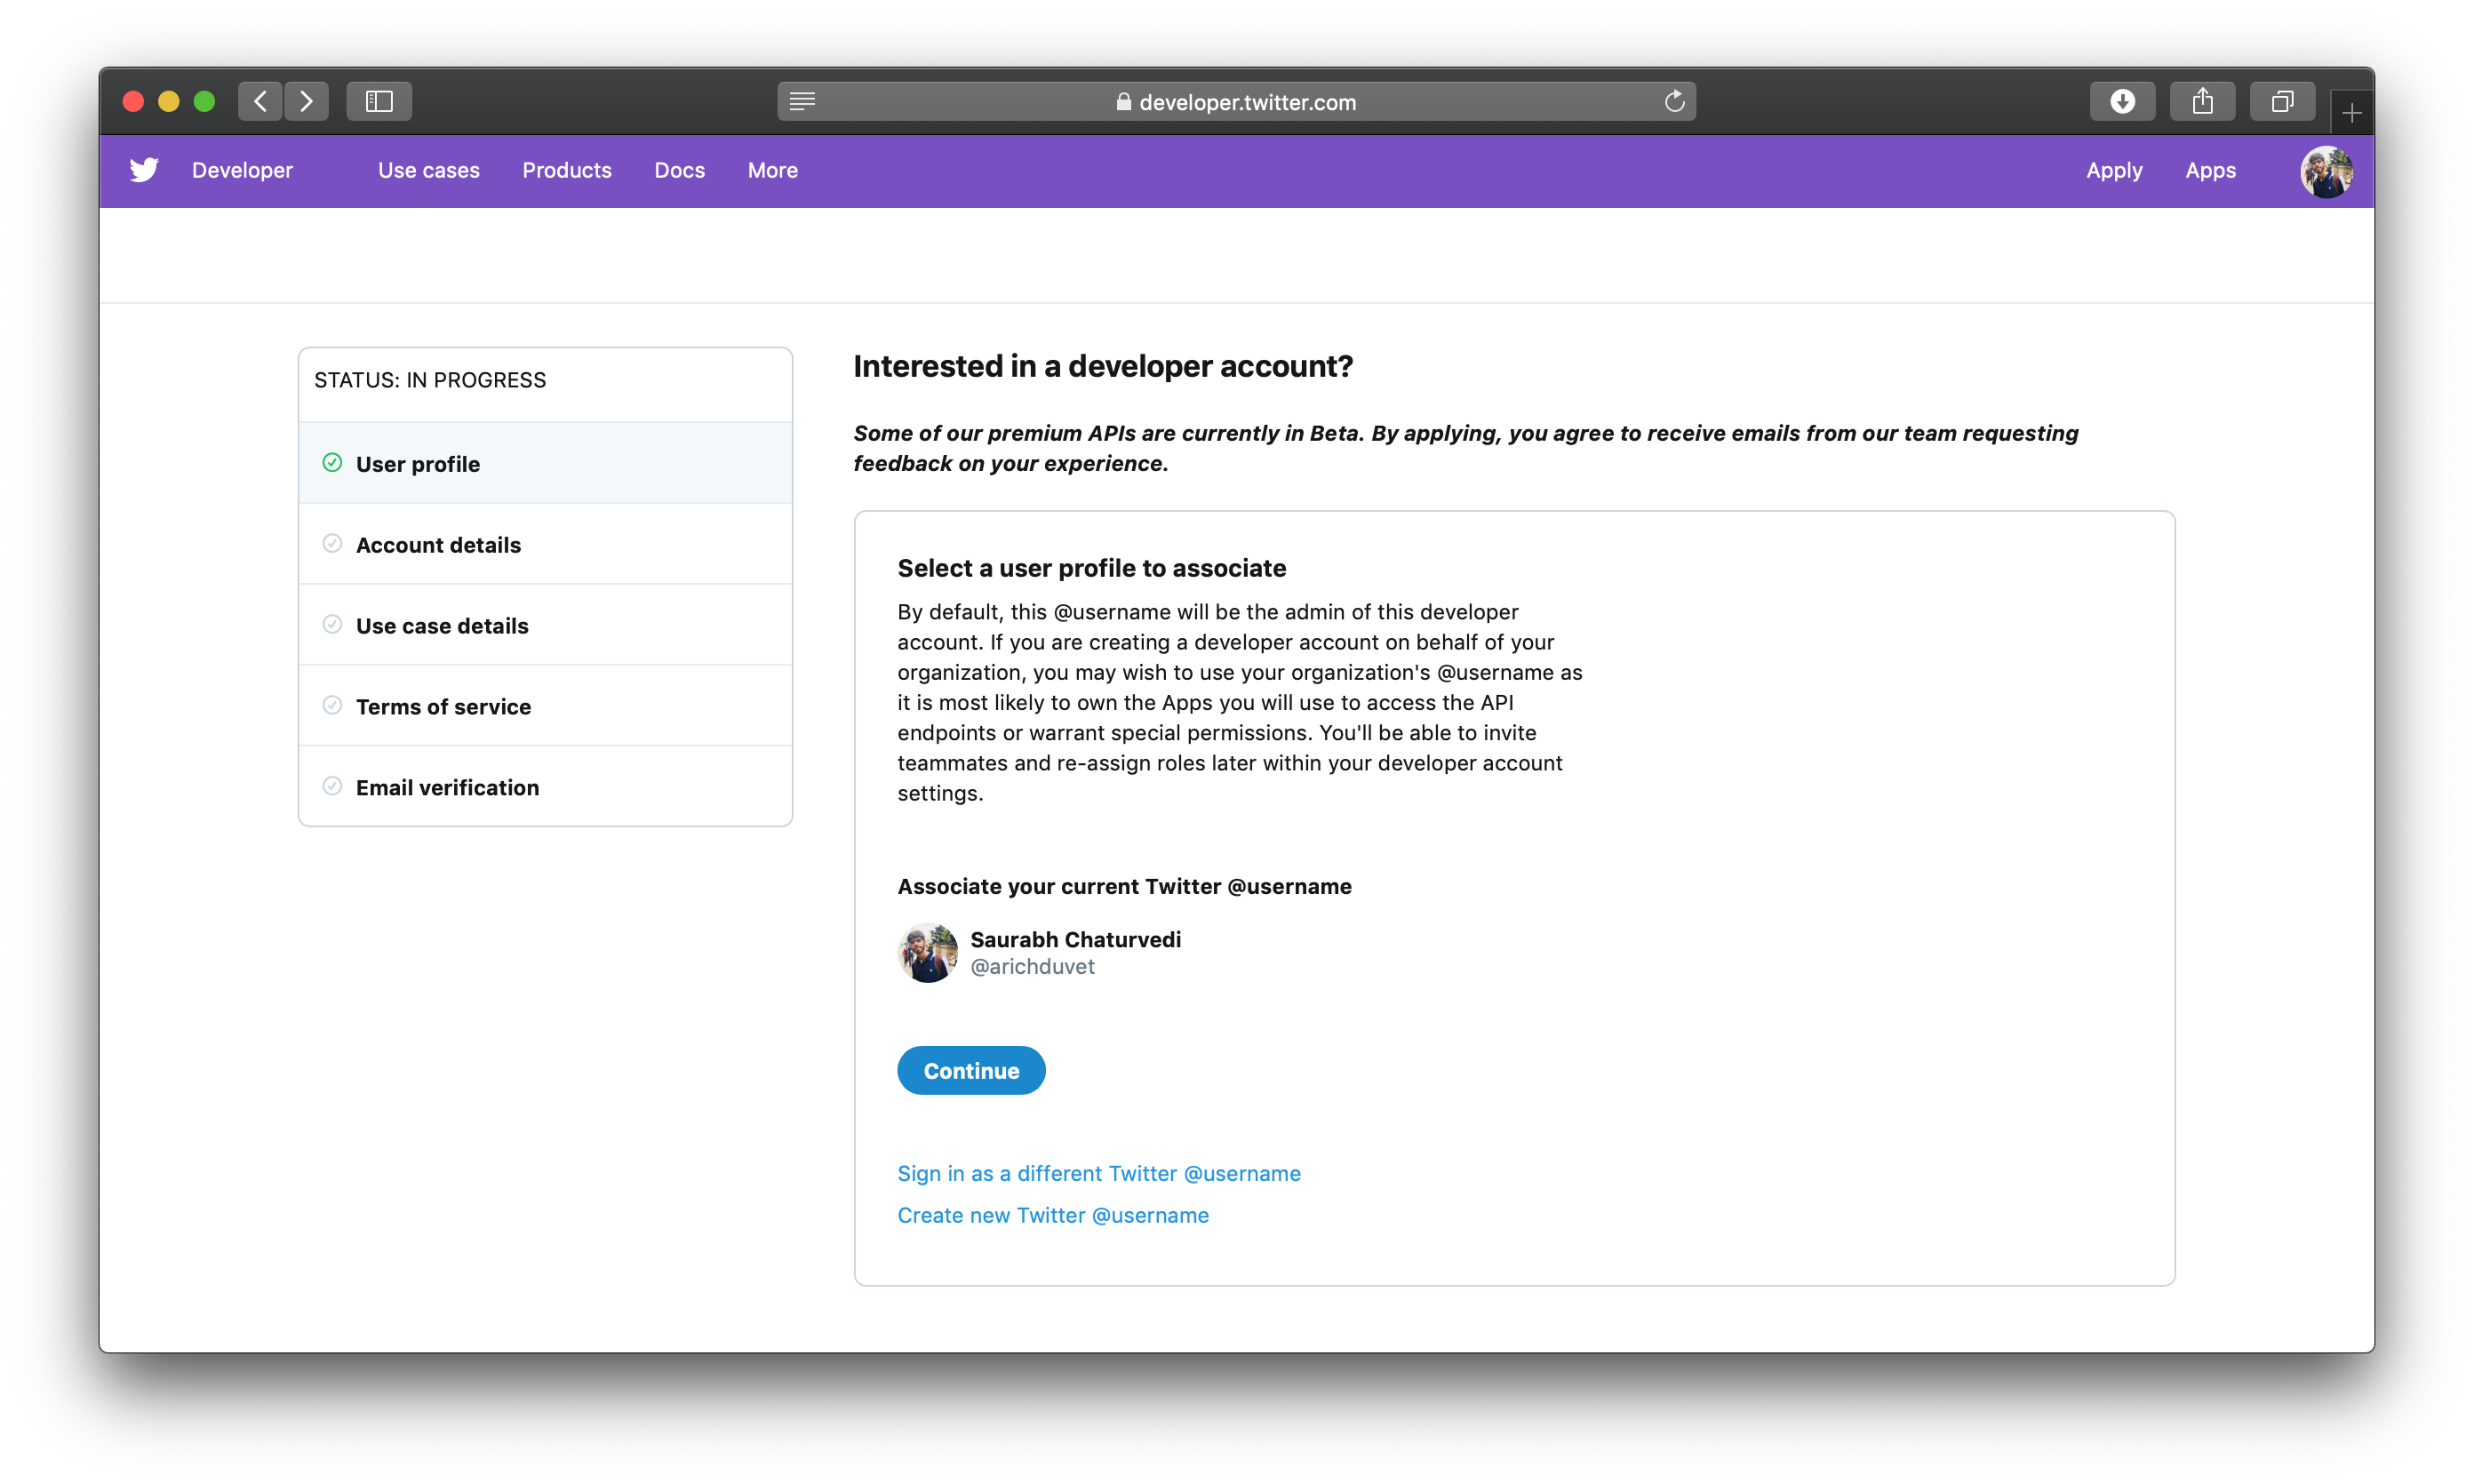 developer.twitter.com
Developer Use cases Products Docs More Apply Apps
STATUS: IN PROGRESS
User profile
Account details
Use case details
Terms of service
Email verification
Interested in a developer account?
Some of our premium APIs are currently in Beta. By applying, you agree to receive emails from our team requesting
feedback on your experience.
Select a user profile to associate
By default, this @username will be the admin of this developer
account. If you are creating a developer account on behalf of your
organization, you may wish to use your organization's @username as
it is most likely to own the Apps you will use to access the API
endpoints or warrant special permissions. You'll be able to invite
teammates and re-assign roles later within your developer account
settings.
Associate your current Twitter @username
Saurabh Chaturvedi
@arichduvet
Continue
Sign in as a different Twitter @username
Create new Twitter @username